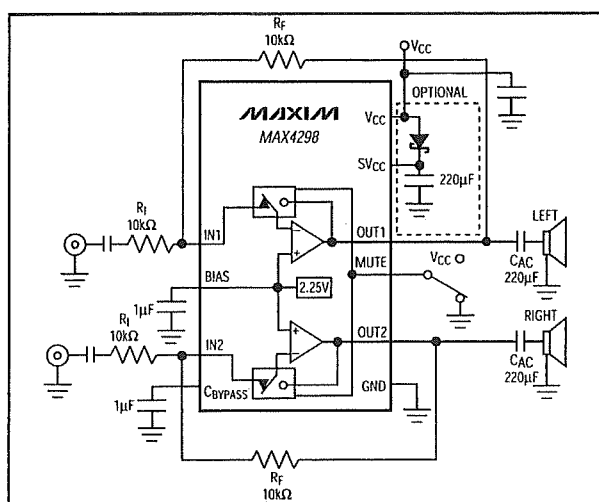 RF
10kΩ
VCC
OPTIONAL
MAXIM
MAX4298
VCC
SVCC
220µF
RI
10kΩ
IN1
OUT1
LEFT
BIAS
MUTE
VCC
CAC
220µF
1µF
2.25V
RI
10kΩ
IN2
OUT2
RIGHT
CAC
220µF
1µF
CBYPASS
GND
RF
10kΩ